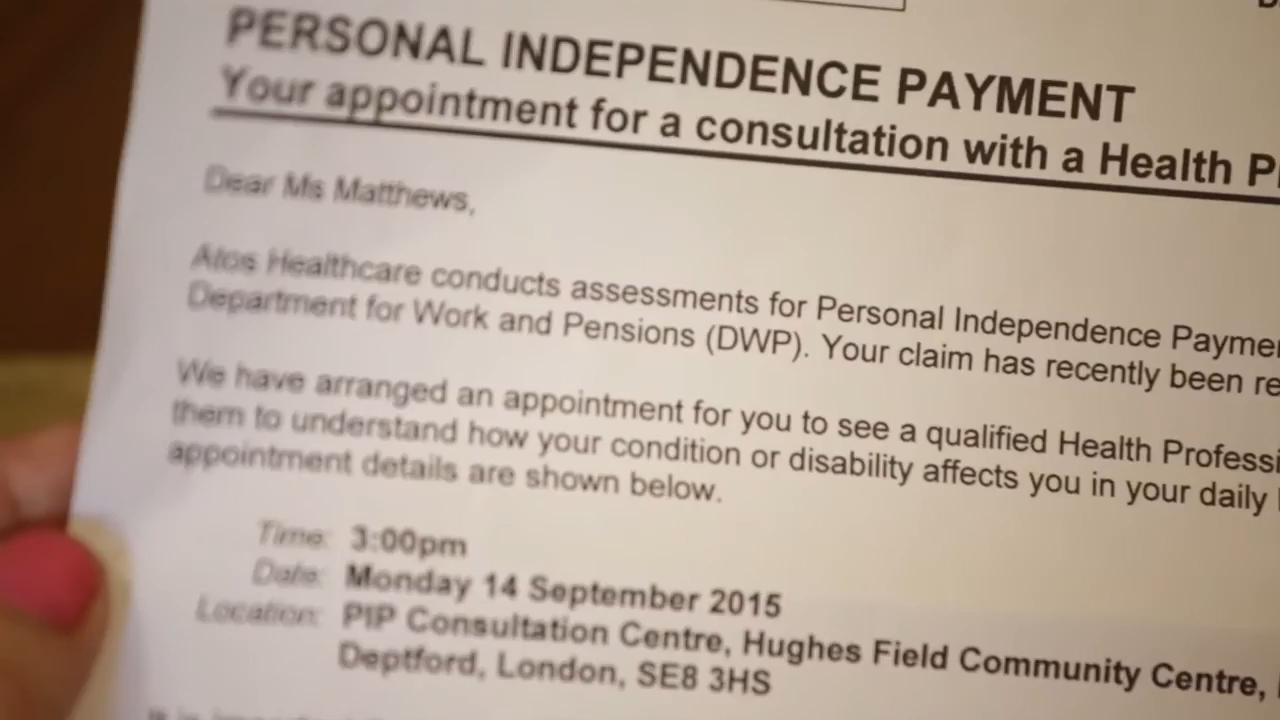 PERSONAL INDEPENDENCE PAYMENT
Your appointment for a consultation with a Health
Dear Ms Matthews,
Atos Healthcare conducts assessments for Personal Independence
Department for Work and Pensions (DWP). Your claim has recently been
We have arranged an appointment for you to see a qualified Health
them to understand how your condition or disability affects you in your daily
appointment details are shown below.
Time: 3:00pm
Date: Monday 14 September 2015
Location: PIP Consultation Centre, Hughes Field Community Centre,
Deptford, London, SE8 3HS